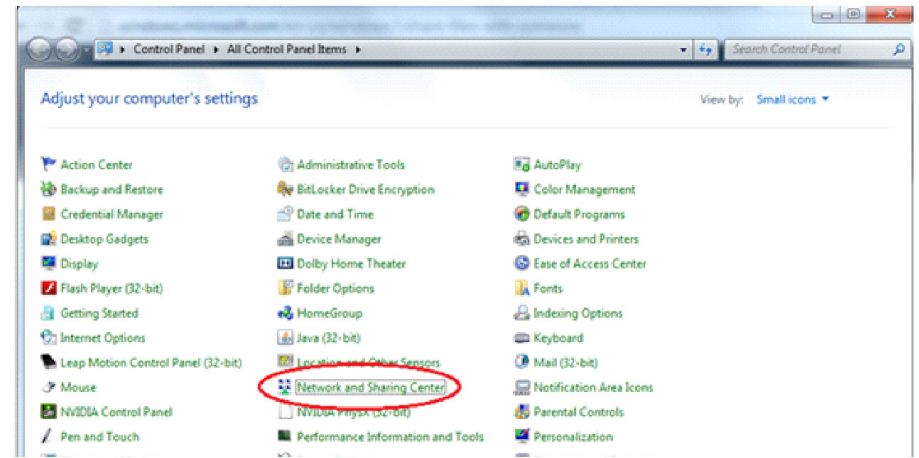 Control Panel ▸ All Control Panel Items ▸
Search Control Panel
Adjust your computer's settings
View by: Small icons
Action Center
Administrative Tools
AutoPlay
Backup and Restore
BitLocker Drive Encryption
Color Management
Credential Manager
Date and Time
Default Programs
Desktop Gadgets
Device Manager
Devices and Printers
Display
Dolby Home Theater
Ease of Access Center
Flash Player (32-bit)
Folder Options
Fonts
Getting Started
HomeGroup
Indexing Options
Internet Options
Java (32-bit)
Keyboard
Leap Motion Control Panel (32-bit)
Location and Other Sensors
Mail (32-bit)
Mouse
Network and Sharing Center
Notification Area Icons
NVIDIA Control Panel
NVIDIA PhysX (32-bit)
Parental Controls
Pen and Touch
Performance Information and Tools
Personalization